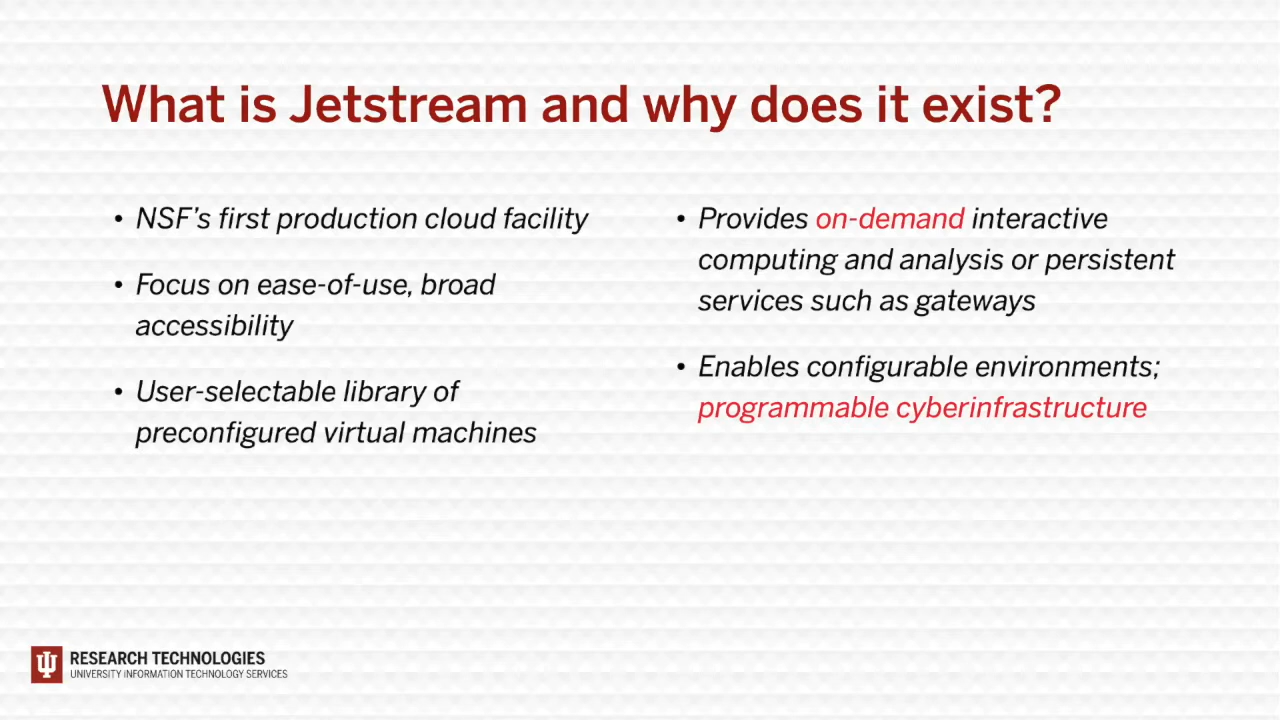 What is Jetstream and why does it exist?
• NSF’s first production cloud facility
• Focus on ease-of-use, broad
accessibility
• User-selectable library of
preconfigured virtual machines
• Provides on-demand interactive
computing and analysis or persistent
services such as gateways
• Enables configurable environments;
programmable cyberinfrastructure
RESEARCH TECHNOLOGIES
UNIVERSITY INFORMATION TECHNOLOGY SERVICES